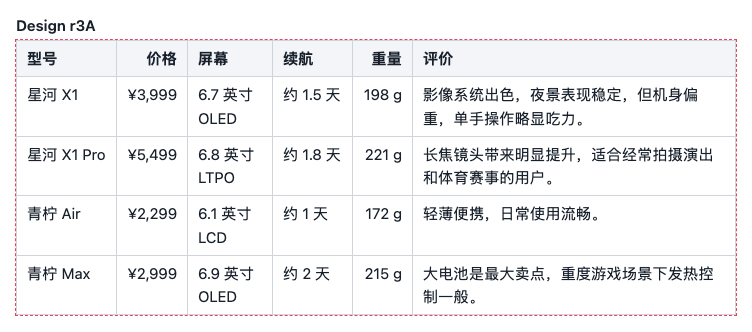 Design r3A
型号 价格 屏幕 续航 重量 评价
星河 X1 ¥3,999 6.7 英寸 约 1.5 天 198 g 影像系统出色，夜景表现稳定，但机身偏
OLED 重，单手操作略显吃力。
星河 X1 Pro ¥5,499 6.8 英寸 约 1.8 天 221 g 长焦镜头带来明显提升，适合经常拍摄演出
LTPO 和体育赛事的用户。
青柠 Air ¥2,299 6.1 英寸 约 1 天 172 g 轻薄便携，日常使用流畅。
LCD
青柠 Max ¥2,999 6.9 英寸 约 2 天 215 g 大电池是最大卖点，重度游戏场景下发热控
OLED 制一般。